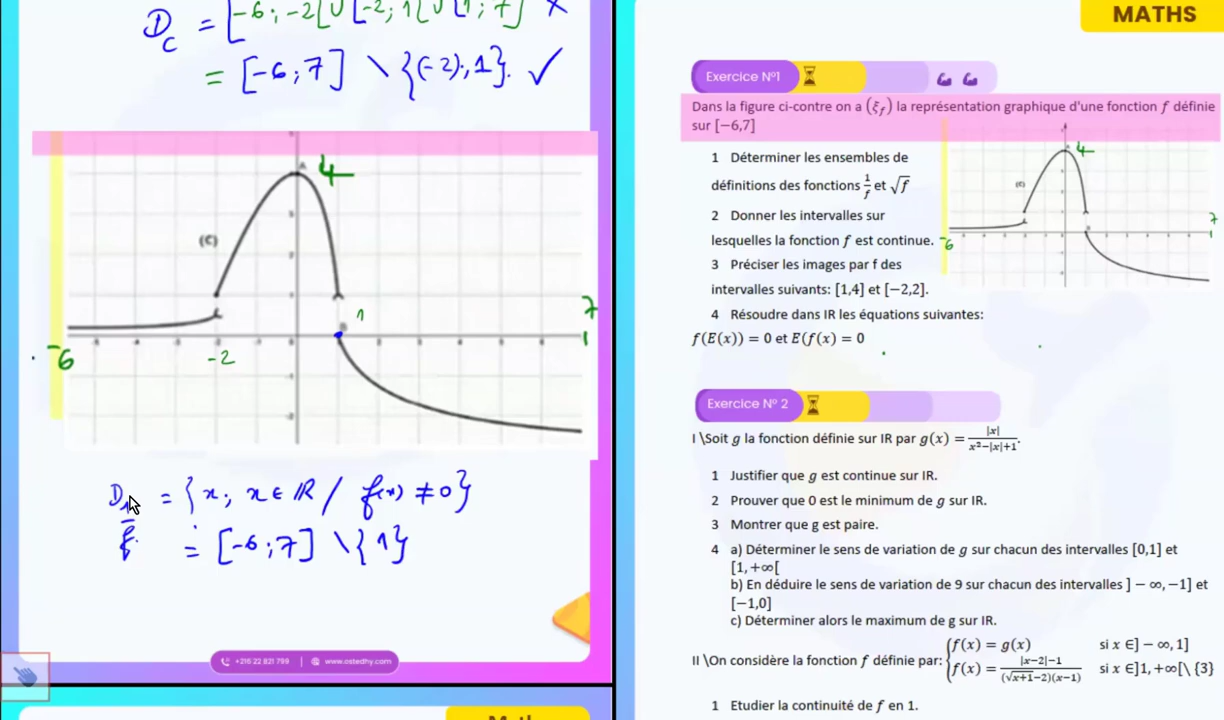 D_C = [-6; -2[ U [-2; 1[ U [1; 7] ×
= [-6; 7] \ {(-2); 1}. ✓
4
(C)
1
7
1
-6
-2
D_{1/f} = {x; x ∈ IR / f(x) ≠ 0}
= [-6; 7] \ {1}
+216 22 821 799 | www.ostedhy.com
MATHS
Exercice N°1
Dans la figure ci-contre on a (ξ_f) la représentation graphique d'une fonction f définie
sur [−6,7]
1 Déterminer les ensembles de
définitions des fonctions 1/f et √f
2 Donner les intervalles sur
lesquelles la fonction f est continue.
3 Préciser les images par f des
intervalles suivants: [1,4] et [−2,2].
4 Résoudre dans IR les équations suivantes:
f(E(x)) = 0 et E(f(x) = 0
4
(C)
7
1
-6
Exercice N° 2
I \Soit g la fonction définie sur IR par g(x) = |x|/(x²−|x|+1).
1 Justifier que g est continue sur IR.
2 Prouver que 0 est le minimum de g sur IR.
3 Montrer que g est paire.
4 a) Déterminer le sens de variation de g sur chacun des intervalles [0,1] et
[1, +∞[
b) En déduire le sens de variation de 9 sur chacun des intervalles ] − ∞, −1] et
[−1,0]
c) Déterminer alors le maximum de g sur IR.
II \On considère la fonction f définie par: { f(x) = g(x) si x ∈] − ∞, 1]
f(x) = (|x−2|−1)/((√x+1−2)(x−1)) si x ∈]1, +∞[\ {3}
1 Etudier la continuité de f en 1.